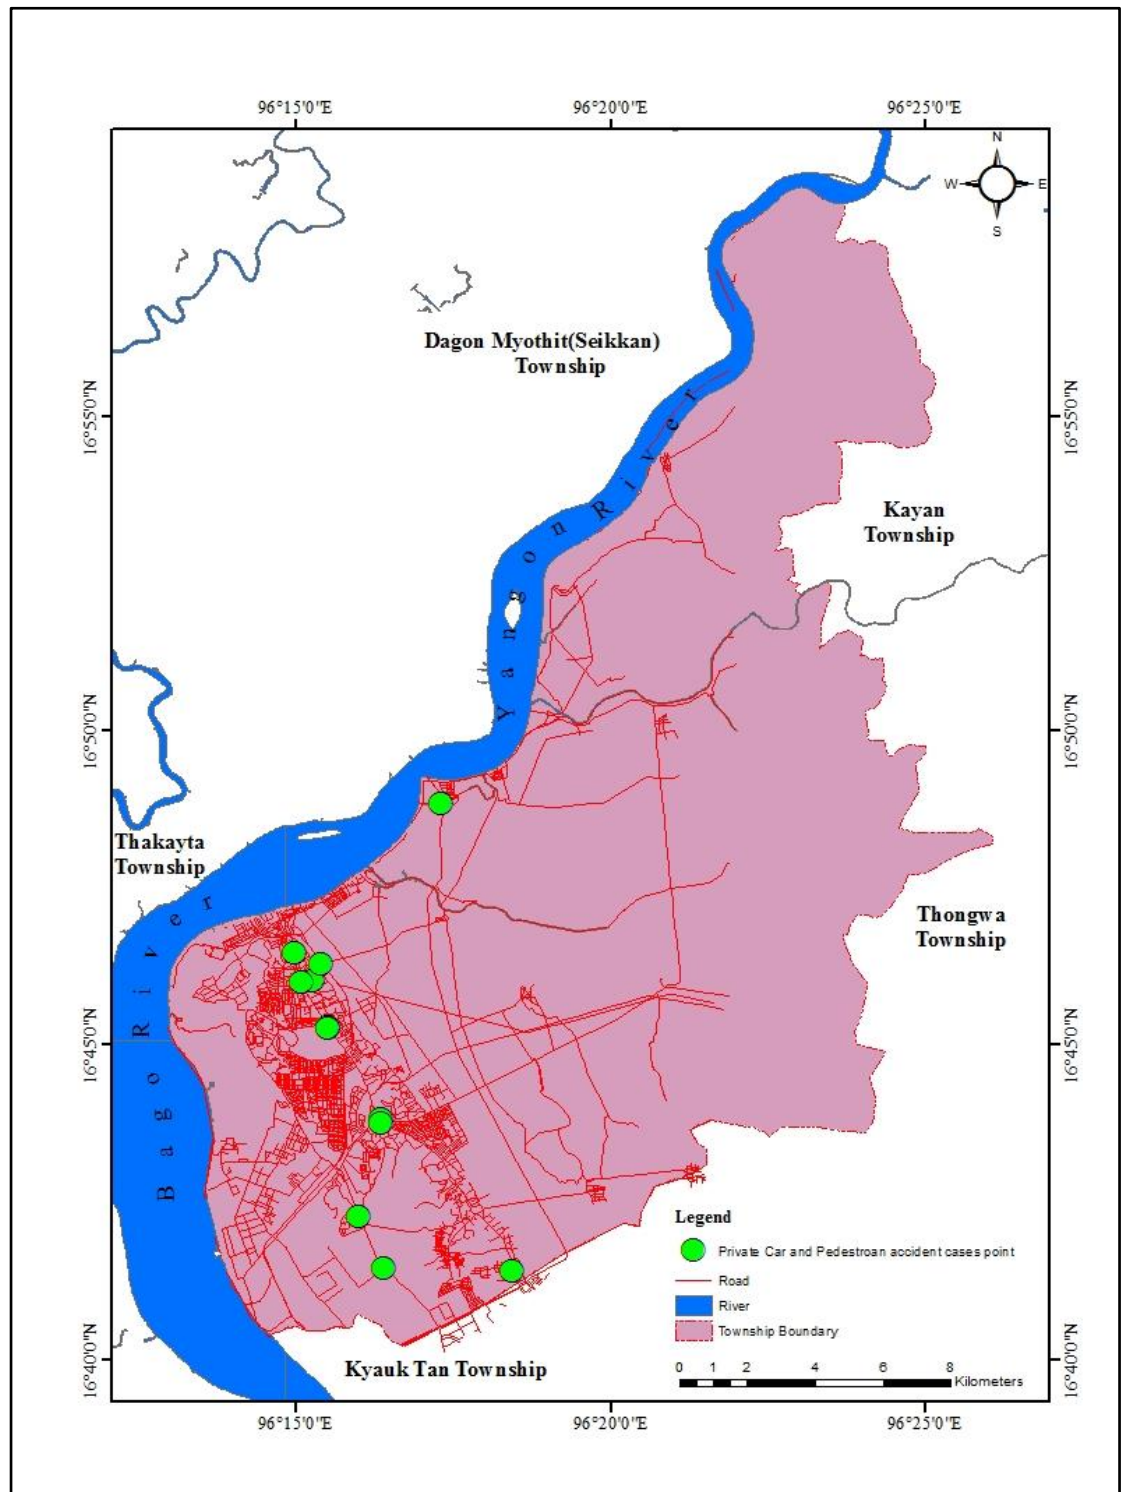 96°15'0"E
96°20'0"E
96°25'0"E
N
W
E
S
Dagon Myothit(Seikkan)
Township
16°55'0"N
16°55'0"N
Yangon River
Kayan
Township
16°50'0"N
16°50'0"N
Thakayta
Township
Thongwa
Township
Bago River
16°45'0"N
16°45'0"N
Legend
Private Car and Pedestroan accident cases point
Road
River
Township Boundary
Kyauk Tan Township
0 1 2 4 6 8
Kilometers
16°40'0"N
16°40'0"N
96°15'0"E
96°20'0"E
96°25'0"E